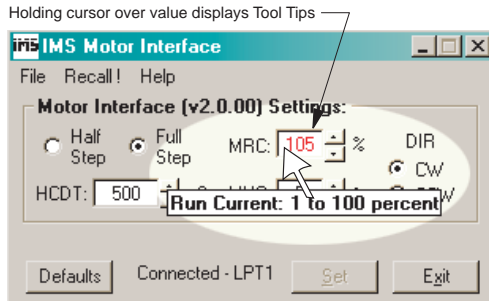 Holding cursor over value displays Tool Tips
IMS IMS Motor Interface
File Recall! Help
Motor Interface (v2.0.00) Settings:
Half Step Full Step MRC: 105 % DIR
CW
HCDT: 500
Run Current: 1 to 100 percent
Defaults Connected - LPT1 Set Exit